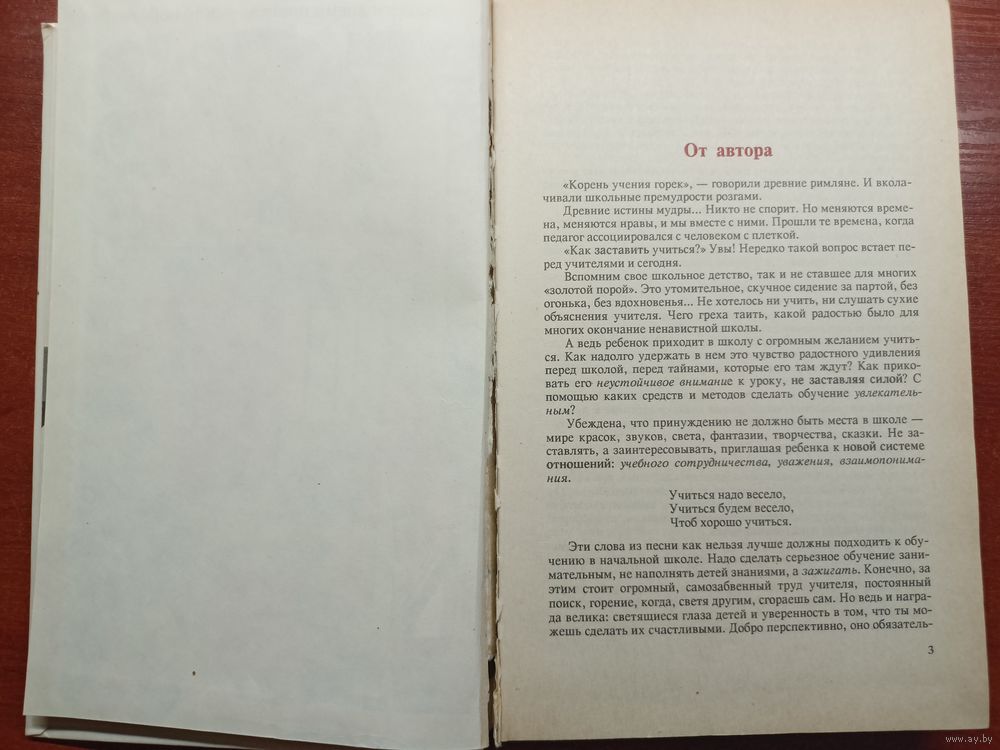 От автора
«Корень учения горек», — говорили древние римляне. И вкола-
чивали школьные премудрости розгами.
Древние истины мудры... Никто не спорит. Но меняются време-
на, меняются нравы, и мы вместе с ними. Прошли те времена, когда
педагог ассоциировался с человеком с плеткой.
«Как заставить учиться?» Увы! Нередко такой вопрос встает пе-
ред учителями и сегодня.
Вспомним свое школьное детство, так и не ставшее для многих
«золотой порой». Это утомительное, скучное сидение за партой, без
огонька, без вдохновенья... Не хотелось ни учить, ни слушать сухие
объяснения учителя. Чего греха таить, какой радостью было для
многих окончание ненавистной школы.
А ведь ребенок приходит в школу с огромным желанием учить-
ся. Как надолго удержать в нем это чувство радостного удивления
перед школой, перед тайнами, которые его там ждут? Как прико-
вать его неустойчивое внимание к уроку, не заставляя силой? С
помощью каких средств и методов сделать обучение увлекатель-
ным?
Убеждена, что принуждению не должно быть места в школе —
мире красок, звуков, света, фантазии, творчества, сказки. Не за-
ставлять, а заинтересовывать, приглашая ребенка к новой системе
отношений: учебного сотрудничества, уважения, взаимопонима-
ния.
Учиться надо весело,
Учиться будем весело,
Чтоб хорошо учиться.
Эти слова из песни как нельзя лучше должны подходить к обу-
чению в начальной школе. Надо сделать серьезное обучение зани-
мательным, не наполнять детей знаниями, а зажигать. Конечно, за
этим стоит огромный, самозабвенный труд учителя, постоянный
поиск, горение, когда, светя другим, сгораешь сам. Но ведь и награ-
да велика: светящиеся глаза детей и уверенность в том, что ты мо-
жешь сделать их счастливыми. Добро перспективно, оно обязатель-
3
www.ay.by